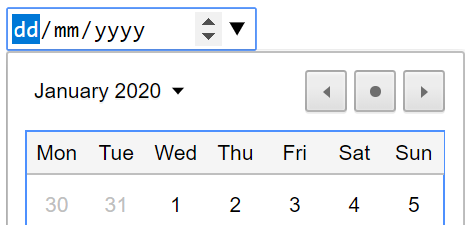 dd/mm/yyyy
January 2020
Mon Tue Wed Thu Fri Sat Sun
30 31 1 2 3 4 5